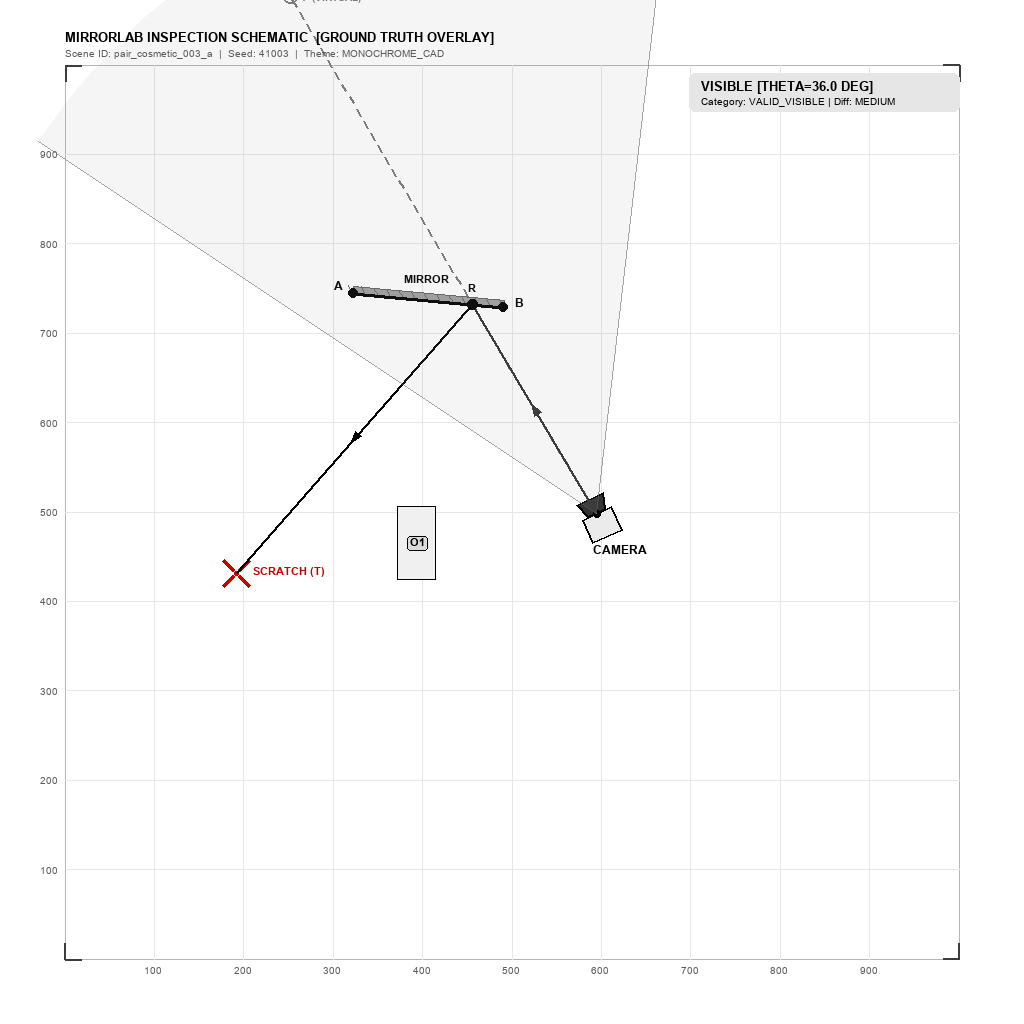 MIRRORLAB INSPECTION SCHEMATIC [GROUND TRUTH OVERLAY]
Scene ID: pair_cosmetic_003_a | Seed: 41003 | Theme: MONOCHROME_CAD
VISIBLE [THETA=36.0 DEG]
Category: VALID_VISIBLE | Diff: MEDIUM
900
800
MIRROR
A
R
B
700
600
500
O1
CAMERA
SCRATCH (T)
400
300
200
100
100 200 300 400 500 600 700 800 900